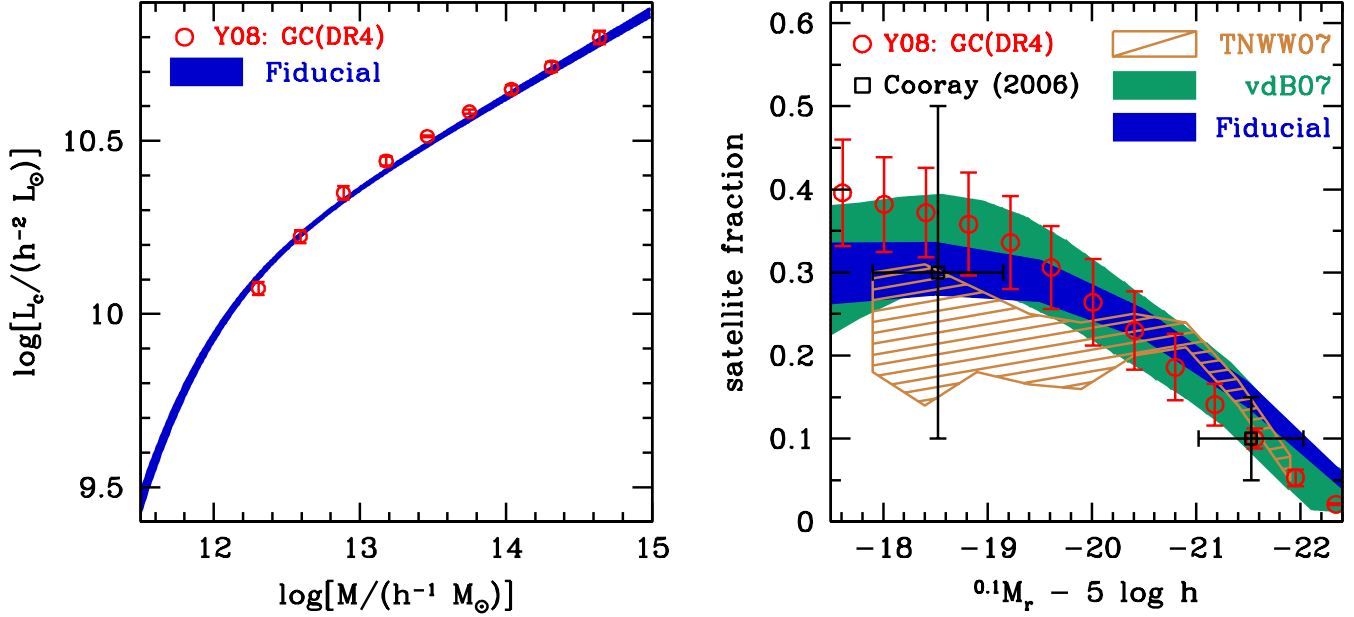 Y08: GC(DR4)
Fiducial
10.5
10
9.5
log[L_c/(h⁻² L_⊙)]
12
13
14
15
log[M/(h⁻¹ M_⊙)]
Y08: GC(DR4)
Cooray (2006)
TNWW07
vdB07
Fiducial
0.6
0.5
0.4
0.3
0.2
0.1
0
satellite fraction
-18
-19
-20
-21
-22
⁰·¹M_r − 5 log h